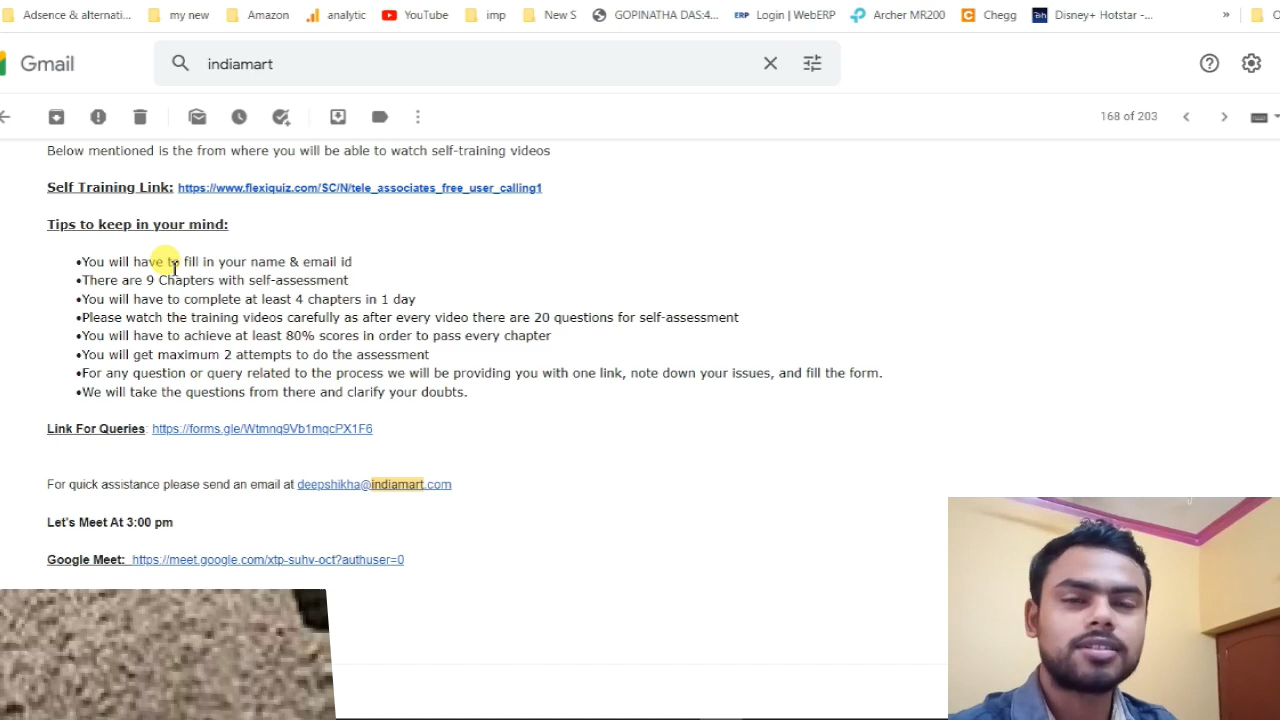 Adsence & alternati... my new Amazon analytic YouTube imp New S GOPINATHA DAS:4... ERP Login | WebERP Archer MR200 C Chegg Disney+ Hotstar -... »
Gmail indiamart
168 of 203
Below mentioned is the from where you will be able to watch self-training videos
Self Training Link: https://www.flexiquiz.com/SC/N/tele_associates_free_user_calling1
Tips to keep in your mind:
•You will have to fill in your name & email id
•There are 9 Chapters with self-assessment
•You will have to complete at least 4 chapters in 1 day
•Please watch the training videos carefully as after every video there are 20 questions for self-assessment
•You will have to achieve at least 80% scores in order to pass every chapter
•You will get maximum 2 attempts to do the assessment
•For any question or query related to the process we will be providing you with one link, note down your issues, and fill the form.
•We will take the questions from there and clarify your doubts.
Link For Queries: https://forms.gle/Wtmnq9Vb1mqcPX1F6
For quick assistance please send an email at deepshikha@indiamart.com
Let's Meet At 3:00 pm
Google Meet: https://meet.google.com/xtp-suhv-oct?authuser=0